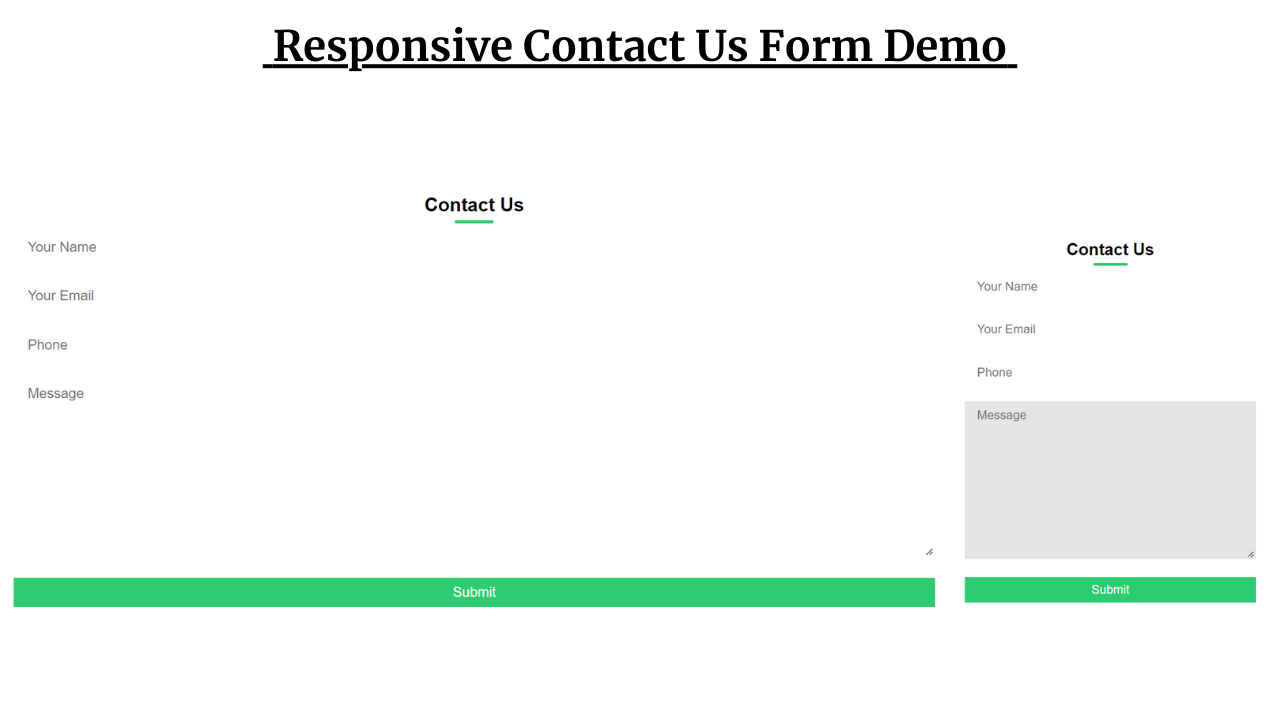 Responsive Contact Us Form Demo
Contact Us
Your Name
Your Email
Phone
Message
Submit
Contact Us
Your Name
Your Email
Phone
Message
Submit